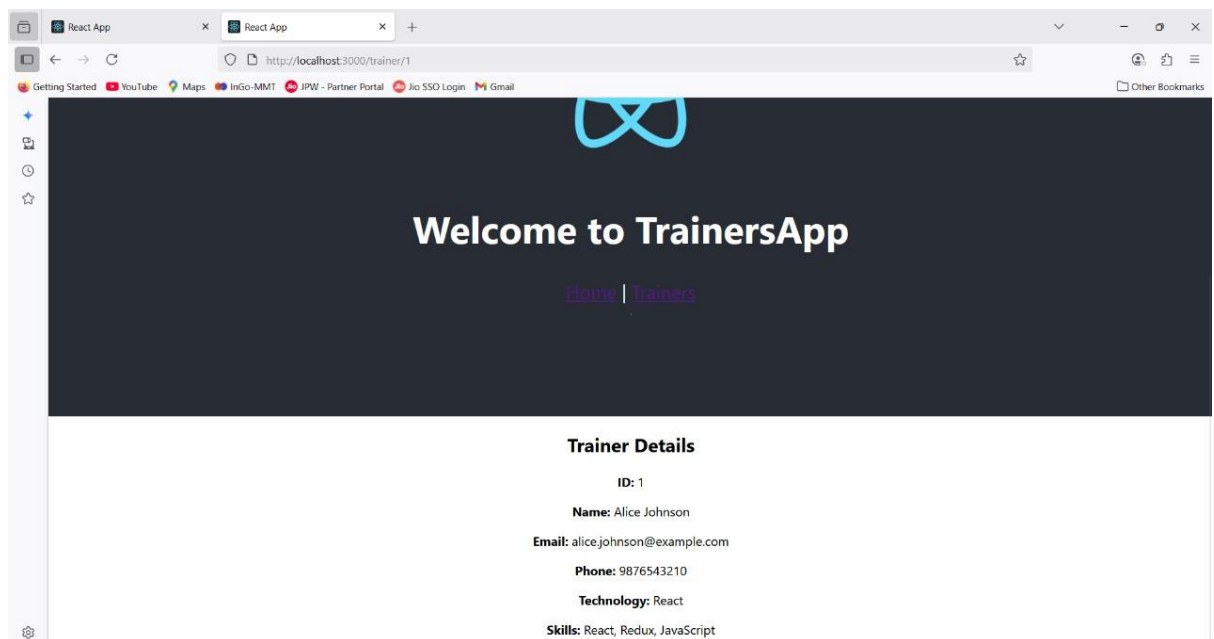 React App
React App
http://localhost:3000/trainer/1
Getting Started YouTube Maps InGo-MMT Jio JPW - Partner Portal Jio Jio SSO Login Gmail Other Bookmarks
Welcome to TrainersApp
Home | Trainers
Trainer Details
ID: 1
Name: Alice Johnson
Email: alice.johnson@example.com
Phone: 9876543210
Technology: React
Skills: React, Redux, JavaScript